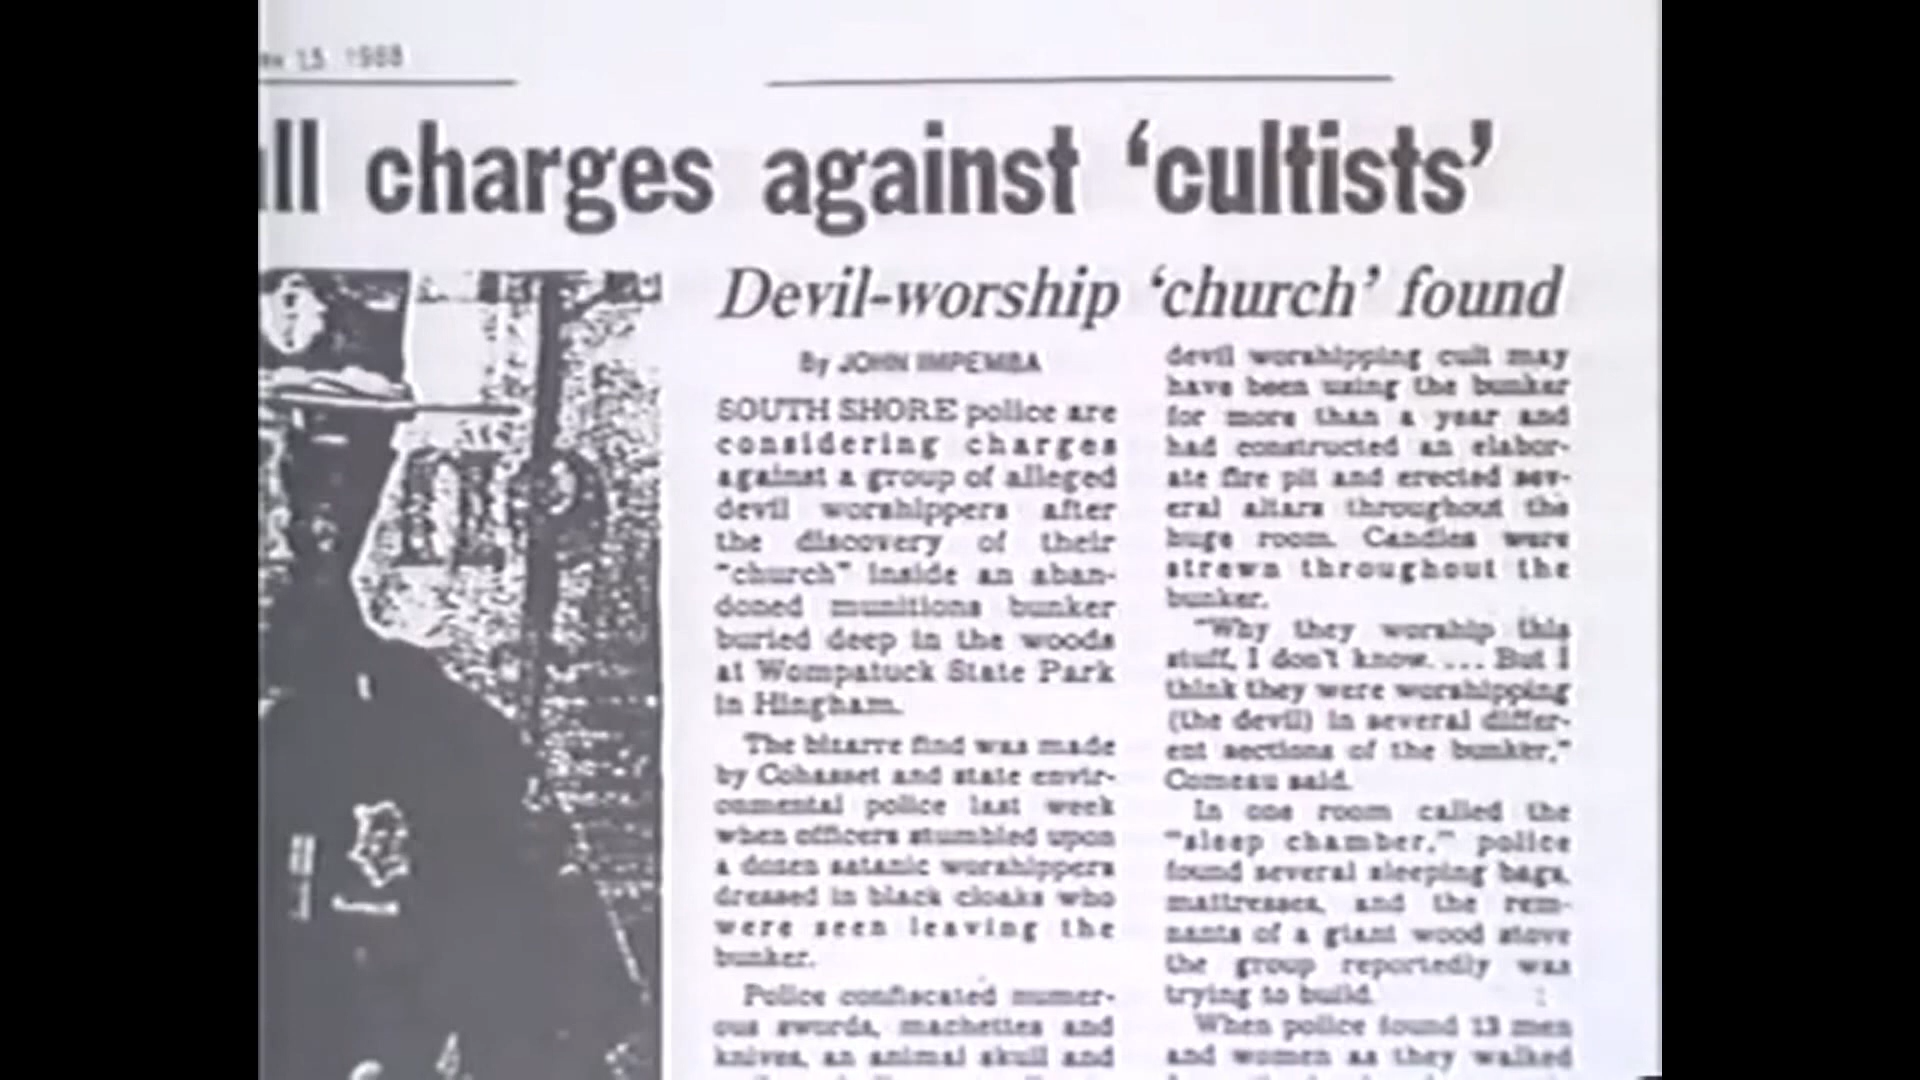 15 1988
ll charges against ‘cultists’
Devil-worship ‘church’ found
By JOHN IMPEMBA
SOUTH SHORE police are
considering charges
against a group of alleged
devil worshippers after
the discovery of their
"church" inside an aban-
doned munitions bunker
buried deep in the woods
at Wompatuck State Park
in Hingham.
The bizarre find was made
by Cohasset and state envir-
onmental police last week
when officers stumbled upon
a dozen satanic worshippers
dressed in black cloaks who
were seen leaving the
bunker.
Police confiscated numer-
ous swords, machettes and
knives, an animal skull and
devil worshipping cult may
have been using the bunker
for more than a year and
had constructed an elabor-
ate fire pit and erected sev-
eral altars throughout the
huge room. Candles were
strewn throughout the
bunker.
"Why they worship this
stuff, I don't know. ... But I
think they were worshipping
(the devil) in several differ-
ent sections of the bunker,"
Comeau said.
In one room called the
"sleep chamber," police
found several sleeping bags,
mattresses, and the rem-
nants of a giant wood stove
the group reportedly was
trying to build.
When police found 13 men
and women as they walked